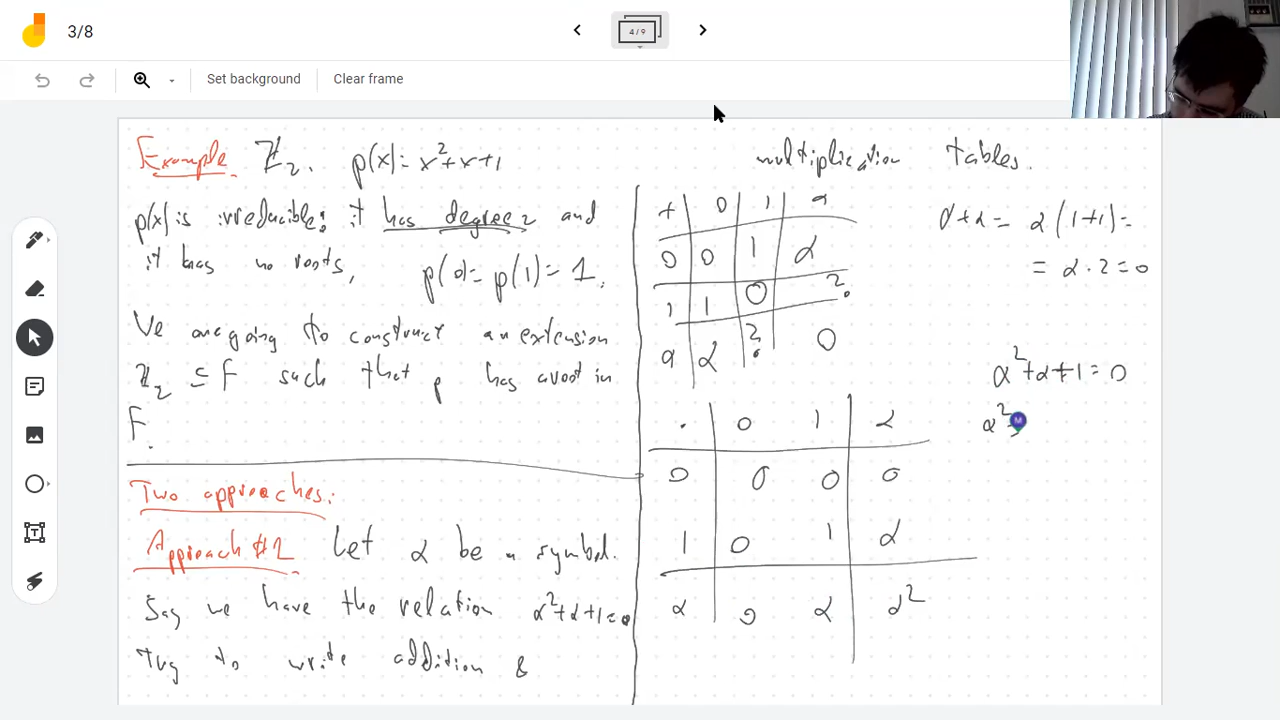 3/8
4/9
Set background
Clear frame
Example ℤ₂. p(x)= x²+x+1
p(x) is irreducible: it has degree 2 and
it has no roots, p(0)= p(1)= 1.
We are going to construct an extension
ℤ₂ ⊆ F such that p has a root in
F.
Two approaches:
Approach #1 Let α be a symbol.
Say we have the relation α²+α+1=0
Try to write addition &
multiplication tables.
+ 0 1 α
0 0 1 α
1 1 0 ?
α α ? 0
α+α = α(1+1)=
= α·2=0
· 0 1 α
0 0 0 0
1 0 1 α
α 0 α α²
α²+α+1=0
α²=
M